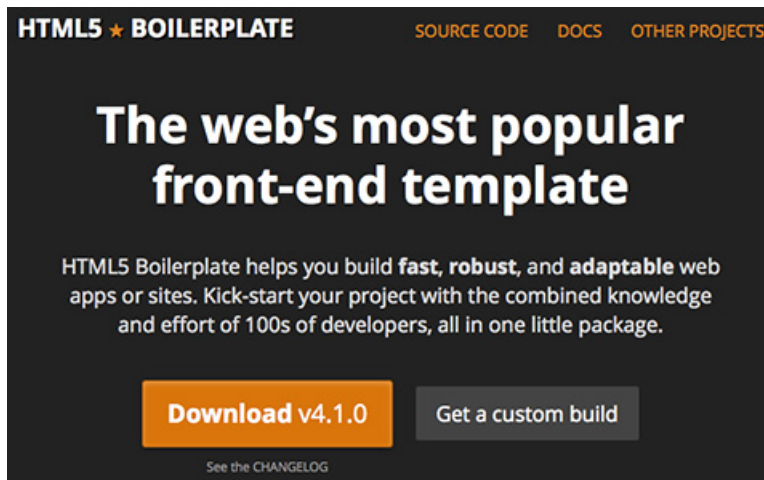 HTML5 ★ BOILERPLATE SOURCE CODE DOCS OTHER PROJECTS
The web’s most popular
front-end template
HTML5 Boilerplate helps you build fast, robust, and adaptable web
apps or sites. Kick-start your project with the combined knowledge
and effort of 100s of developers, all in one little package.
Download v4.1.0 Get a custom build
See the CHANGELOG